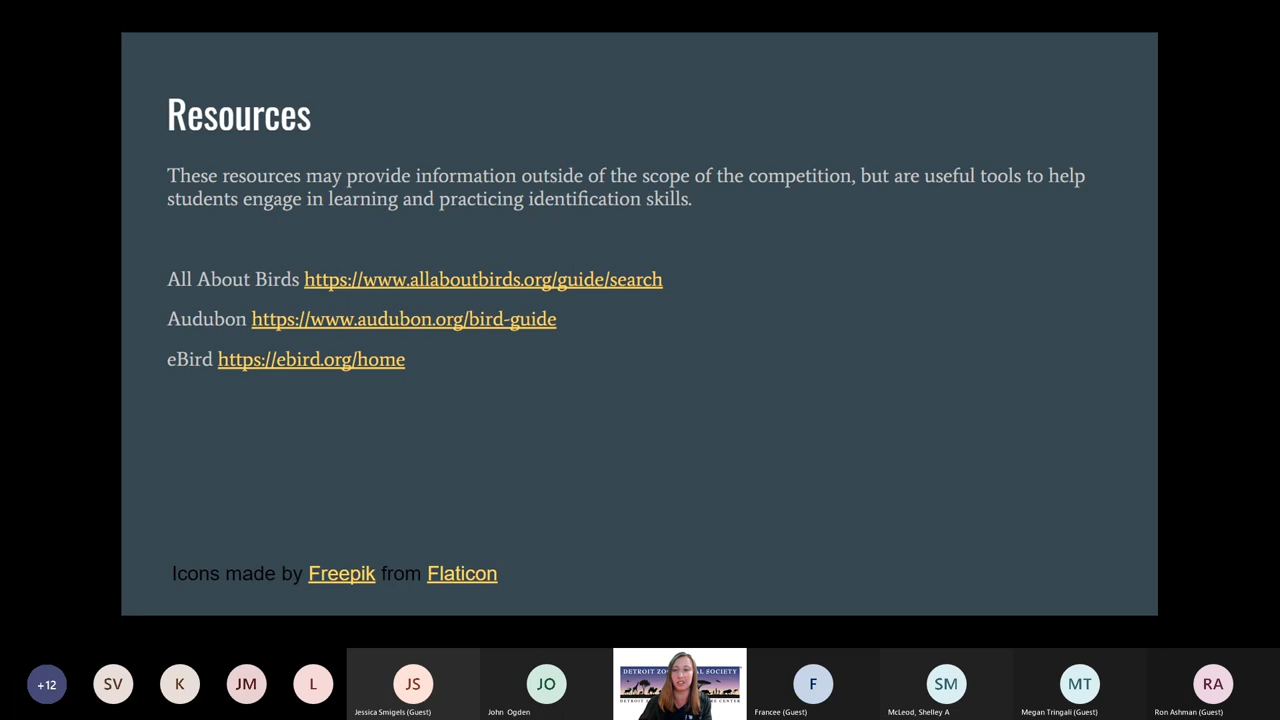 Resources
These resources may provide information outside of the scope of the competition, but are useful tools to help
students engage in learning and practicing identification skills.
All About Birds https://www.allaboutbirds.org/guide/search
Audubon https://www.audubon.org/bird-guide
eBird https://ebird.org/home
Icons made by Freepik from Flaticon
+12
SV
K
JM
L
JS
Jessica Smigels (Guest)
JO
John Ogden
DETROIT
SOCIETY
F
Francee (Guest)
SM
McLeod, Shelley A
MT
Megan Tringali (Guest)
RA
Ron Ashman (Guest)